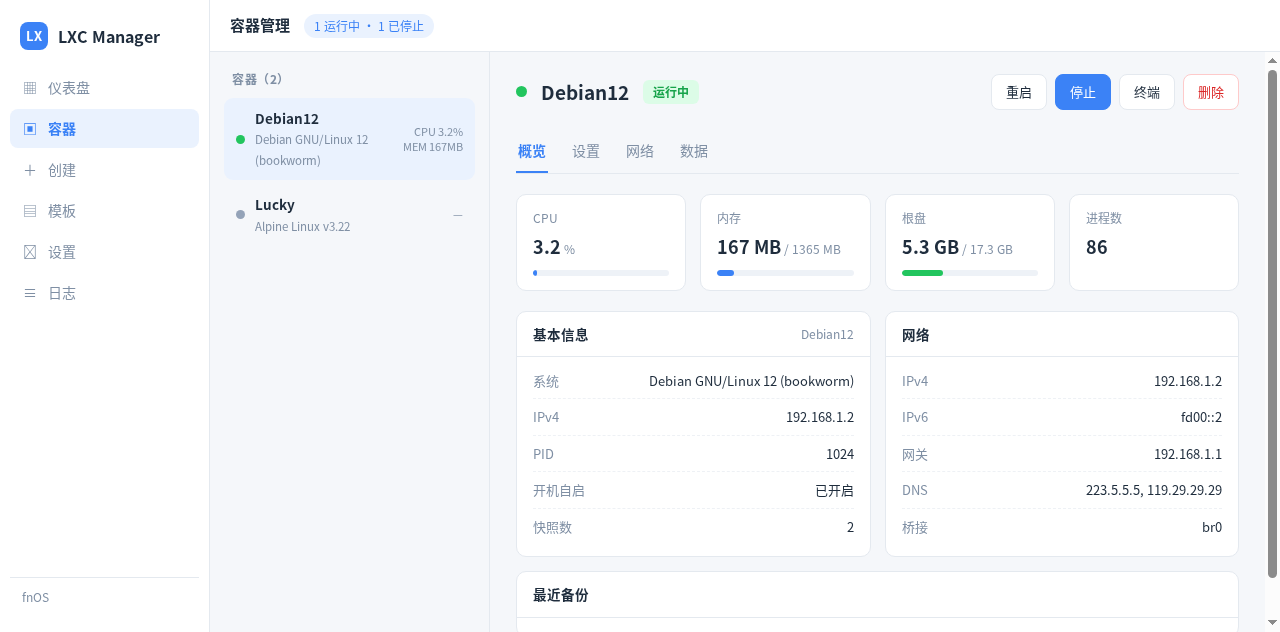 LX LXC Manager
仪表盘
容器
创建
模板
设置
日志
fnOS
容器管理 1 运行中 · 1 已停止
容器（2）
Debian12
Debian GNU/Linux 12
(bookworm)
CPU 3.2%
MEM 167MB
Lucky
Alpine Linux v3.22
—
Debian12 运行中
重启 停止 终端 删除
概览 设置 网络 数据
CPU
3.2 %
内存
167 MB / 1365 MB
根盘
5.3 GB / 17.3 GB
进程数
86
基本信息 Debian12
系统 Debian GNU/Linux 12 (bookworm)
IPv4 192.168.1.2
PID 1024
开机自启 已开启
快照数 2
网络
IPv4 192.168.1.2
IPv6 fd00::2
网关 192.168.1.1
DNS 223.5.5.5, 119.29.29.29
桥接 br0
最近备份